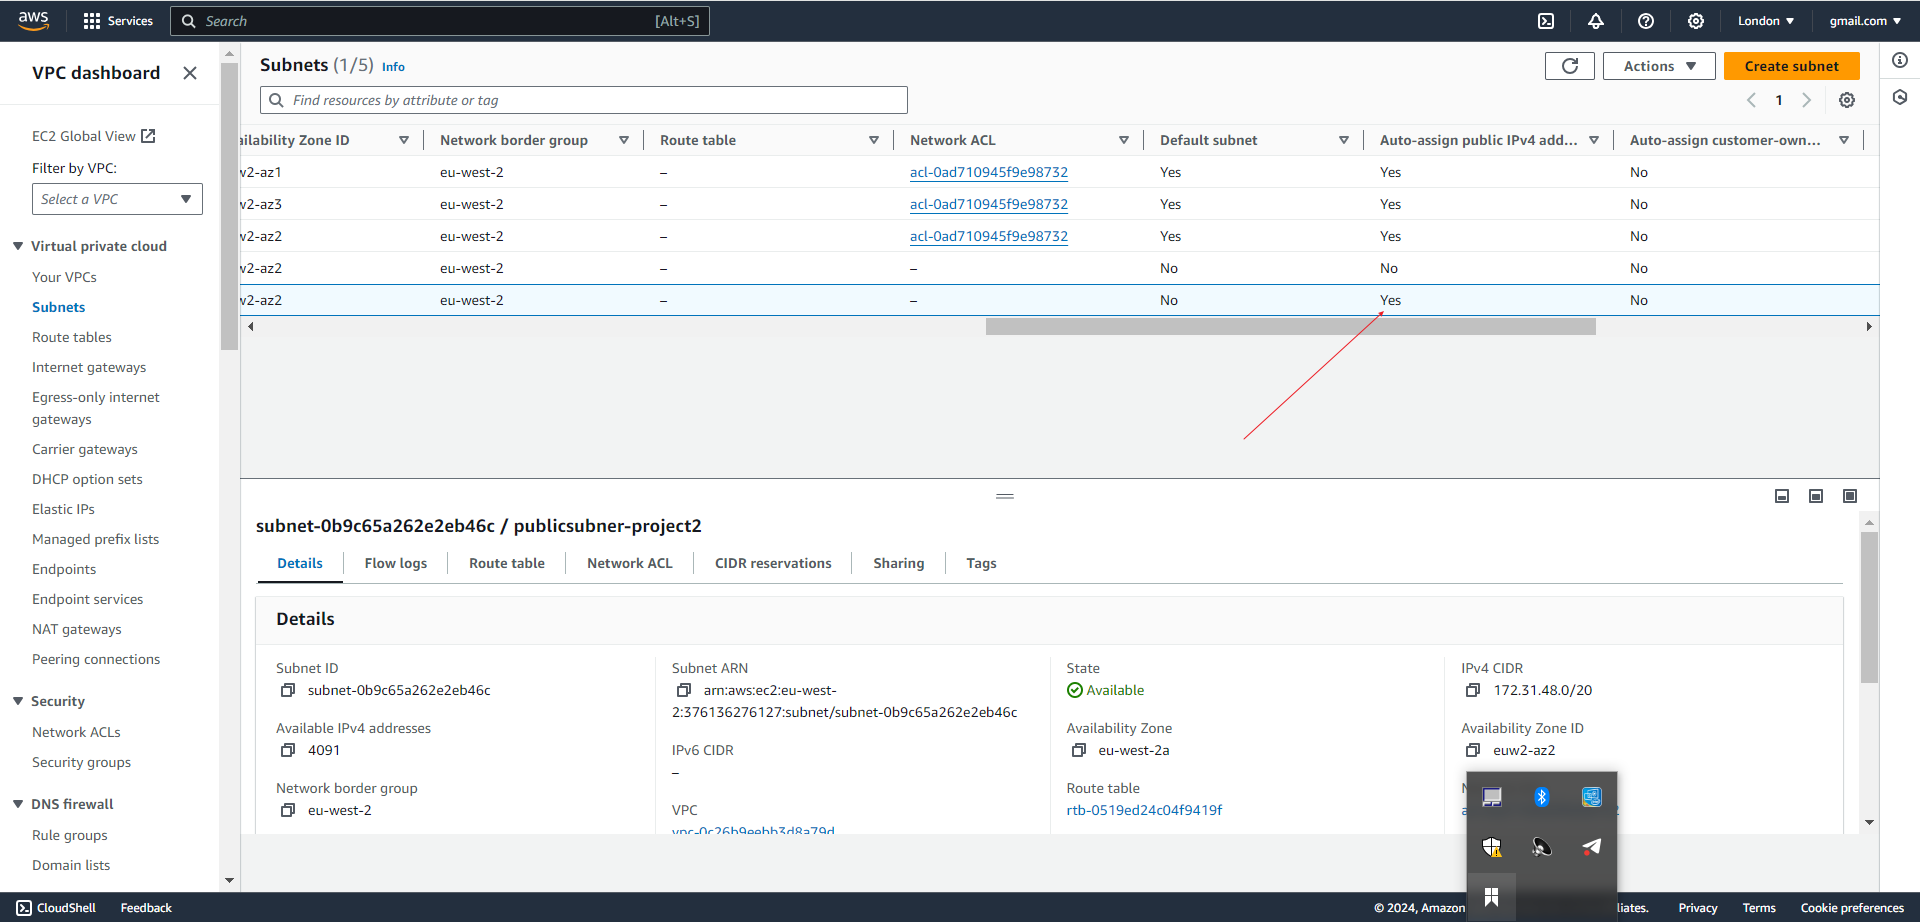 aws
Services
Search
[Alt+S]
London
gmail.com
VPC dashboard
EC2 Global View
Filter by VPC:
Select a VPC
Virtual private cloud
Your VPCs
Subnets
Route tables
Internet gateways
Egress-only internet
gateways
Carrier gateways
DHCP option sets
Elastic IPs
Managed prefix lists
Endpoints
Endpoint services
NAT gateways
Peering connections
Security
Network ACLs
Security groups
DNS firewall
Rule groups
Domain lists
Subnets (1/5) Info
Actions
Create subnet
Find resources by attribute or tag
1
ailability Zone ID Network border group Route table Network ACL Default subnet Auto-assign public IPv4 add... Auto-assign customer-own...
w2-az1 eu-west-2 – acl-0ad710945f9e98732 Yes Yes No
w2-az3 eu-west-2 – acl-0ad710945f9e98732 Yes Yes No
w2-az2 eu-west-2 – acl-0ad710945f9e98732 Yes Yes No
w2-az2 eu-west-2 – – No No No
w2-az2 eu-west-2 – – No Yes No
subnet-0b9c65a262e2eb46c / publicsubner-project2
Details Flow logs Route table Network ACL CIDR reservations Sharing Tags
Details
Subnet ID
subnet-0b9c65a262e2eb46c
Available IPv4 addresses
4091
Network border group
eu-west-2
Subnet ARN
arn:aws:ec2:eu-west-
2:376136276127:subnet/subnet-0b9c65a262e2eb46c
IPv6 CIDR
–
VPC
vpc-0c26b9eebb3d8a79d
State
Available
Availability Zone
eu-west-2a
Route table
rtb-0519ed24c04f9419f
IPv4 CIDR
172.31.48.0/20
Availability Zone ID
euw2-az2
CloudShell
Feedback
© 2024, Amazon
Privacy
Terms
Cookie preferences